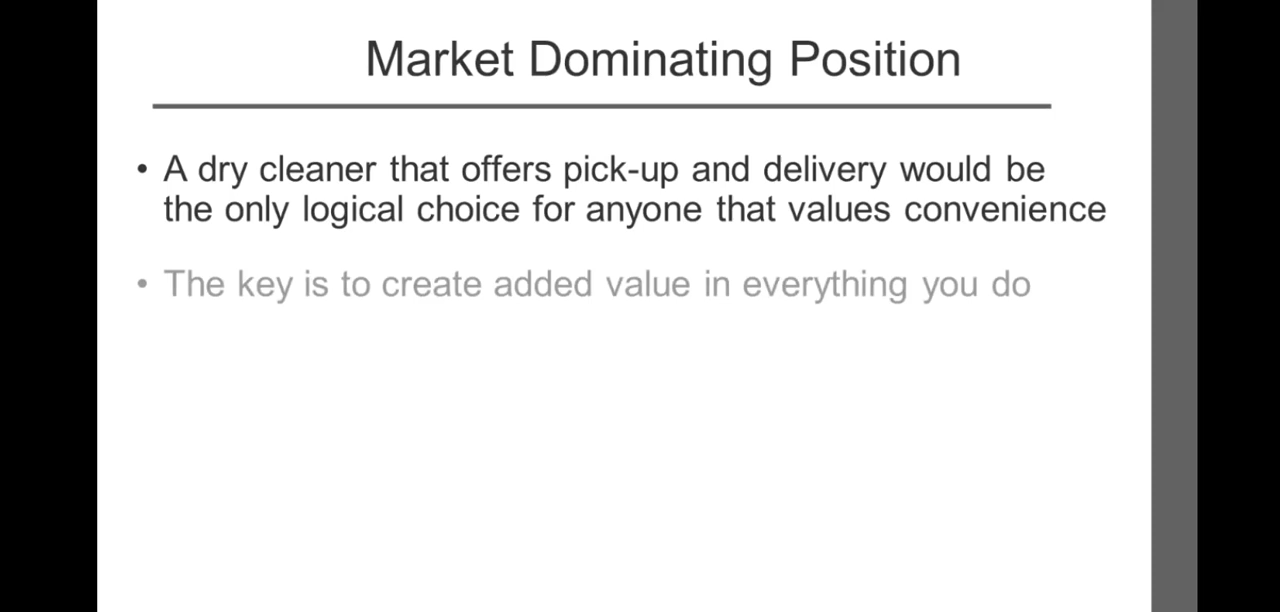 Market Dominating Position
• A dry cleaner that offers pick-up and delivery would be
the only logical choice for anyone that values convenience
• The key is to create added value in everything you do